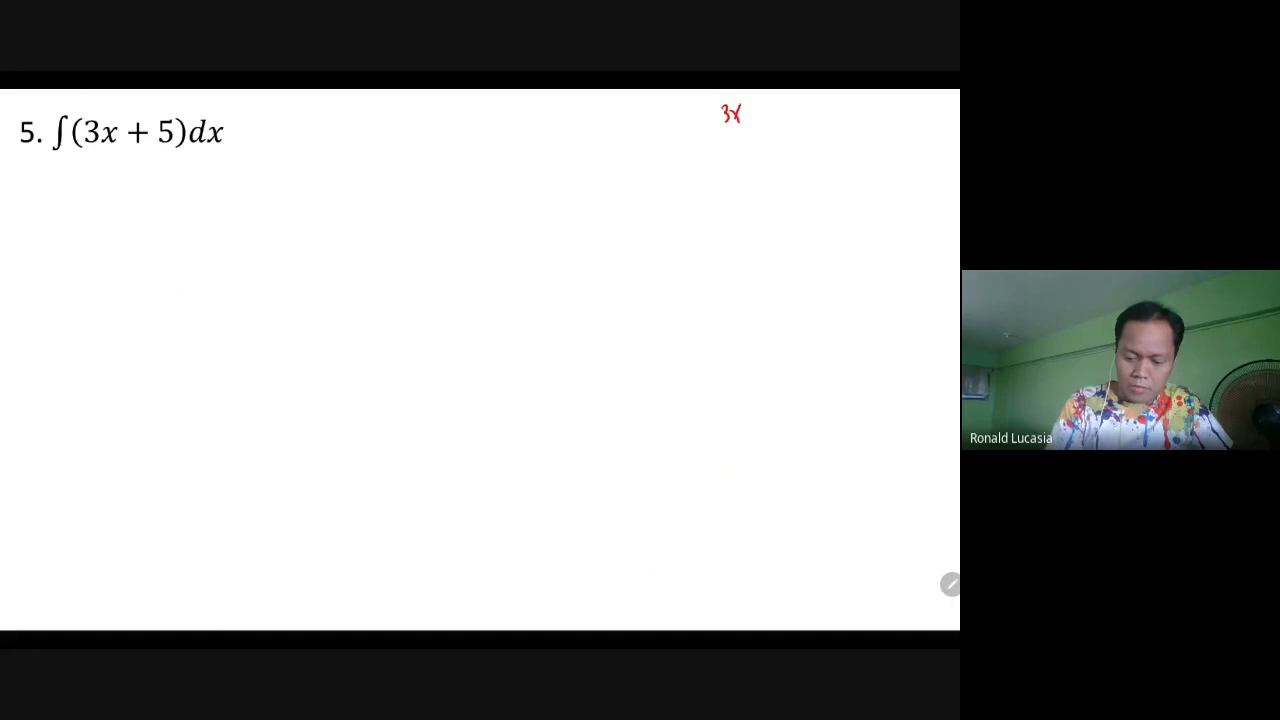 3x
5. ∫(3x + 5)dx
Ronald Lucasia